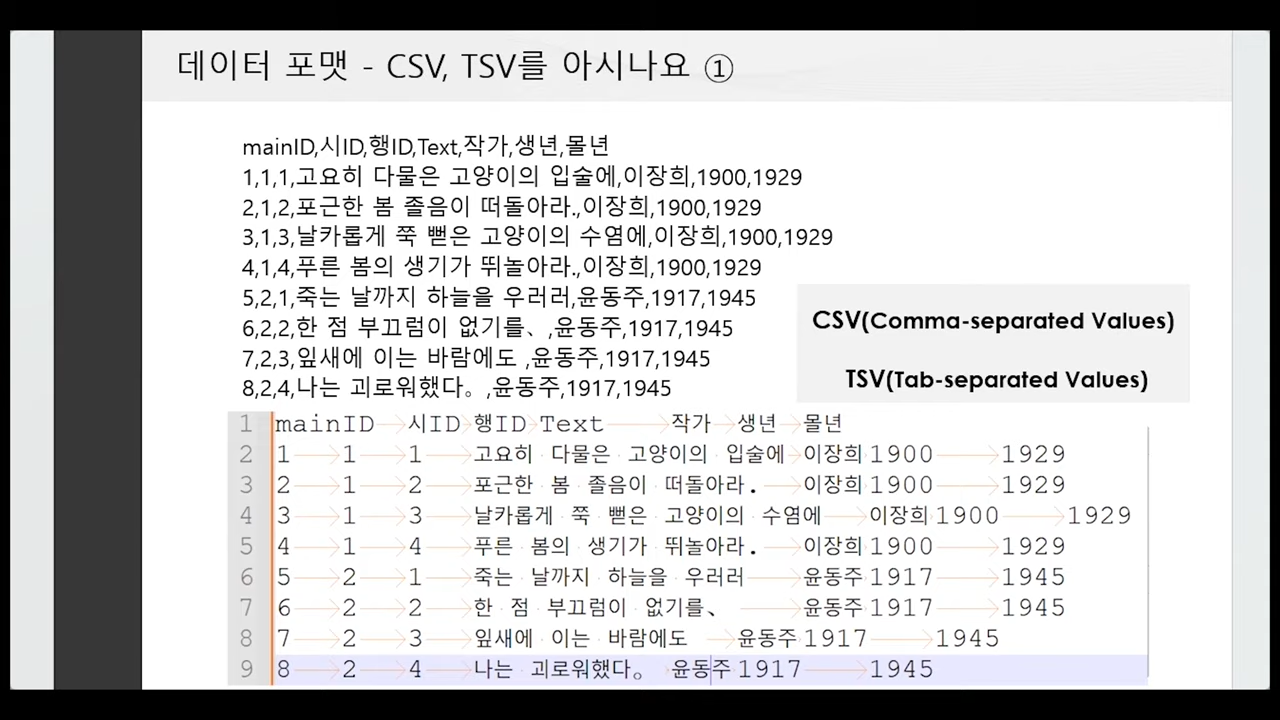 데이터 포맷 - CSV, TSV를 아시나요 ①
mainID,시ID,행ID,Text,작가,생년,몰년
1,1,1,고요히 다물은 고양이의 입술에,이장희,1900,1929
2,1,2,포근한 봄 졸음이 떠돌아라.,이장희,1900,1929
3,1,3,날카롭게 쭉 뻗은 고양이의 수염에,이장희,1900,1929
4,1,4,푸른 봄의 생기가 뛰놀아라.,이장희,1900,1929
5,2,1,죽는 날까지 하늘을 우러러,윤동주,1917,1945
6,2,2,한 점 부끄럼이 없기를、,윤동주,1917,1945
7,2,3,잎새에 이는 바람에도 ,윤동주,1917,1945
8,2,4,나는 괴로워했다。,윤동주,1917,1945
CSV(Comma-separated Values)
TSV(Tab-separated Values)
1 mainID 시ID 행ID Text 작가 생년 몰년
2 1 1 1 고요히 다물은 고양이의 입술에 이장희 1900 1929
3 2 1 2 포근한 봄 졸음이 떠돌아라. 이장희 1900 1929
4 3 1 3 날카롭게 쭉 뻗은 고양이의 수염에 이장희 1900 1929
5 4 1 4 푸른 봄의 생기가 뛰놀아라. 이장희 1900 1929
6 5 2 1 죽는 날까지 하늘을 우러러 윤동주 1917 1945
7 6 2 2 한 점 부끄럼이 없기를、 윤동주 1917 1945
8 7 2 3 잎새에 이는 바람에도 윤동주 1917 1945
9 8 2 4 나는 괴로워했다。 윤동주 1917 1945